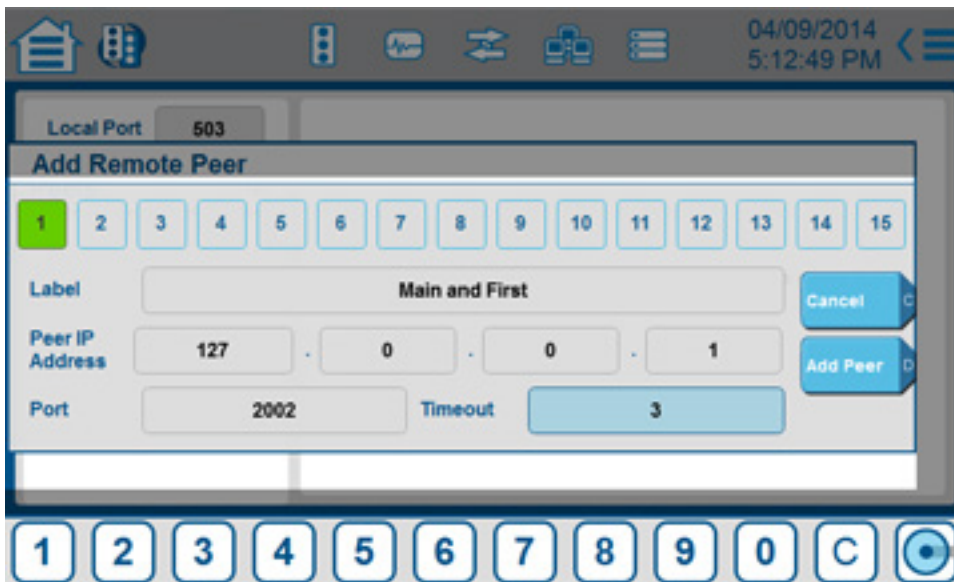 04/09/2014
5:12:49 PM
Local Port 503
Add Remote Peer
1 2 3 4 5 6 7 8 9 10 11 12 13 14 15
Label Main and First
Cancel C
Peer IP
Address 127 . 0 . 0 . 1
Add Peer D
Port 2002 Timeout 3
1 2 3 4 5 6 7 8 9 0 C